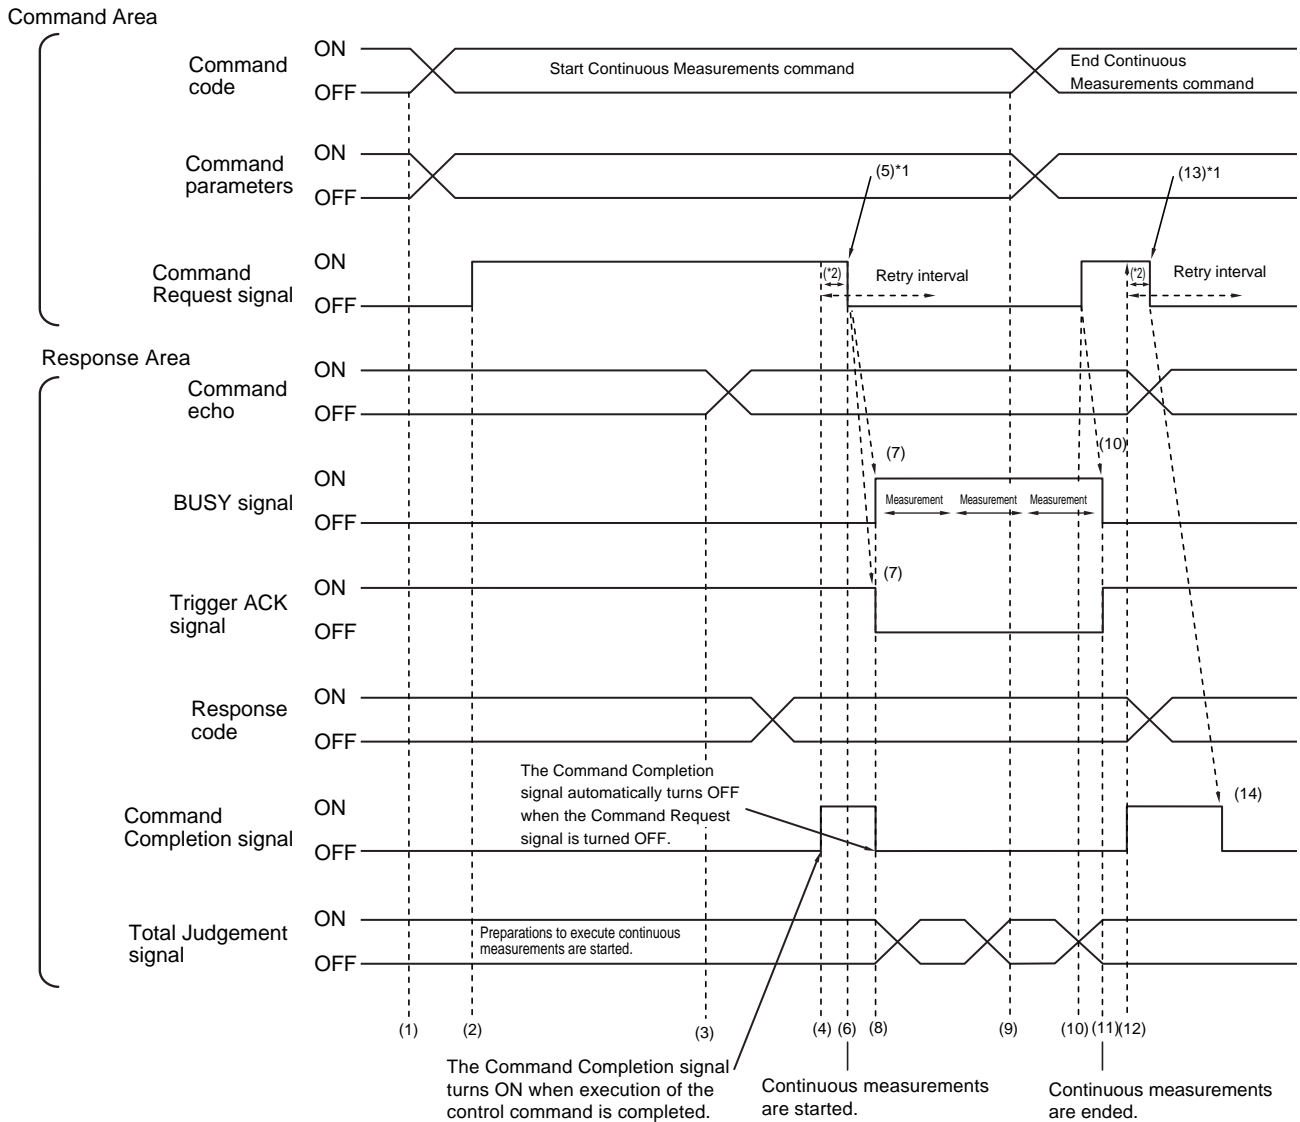 Command Area
ON
Command
code
OFF
Start Continuous Measurements command
End Continuous
Measurements command
ON
Command
parameters
OFF
(5)*1
(13)*1
ON
Command
Request signal
OFF
(*2)
Retry interval
(*2)
Retry interval
Response Area
ON
Command
echo
OFF
(7)
(10)
ON
BUSY signal
OFF
Measurement
Measurement
Measurement
(7)
ON
Trigger ACK
signal
OFF
ON
Response
code
OFF
The Command Completion
signal automatically turns OFF
when the Command Request
signal is turned OFF.
(14)
ON
Command
Completion signal
OFF
ON
Total Judgement
signal
OFF
Preparations to execute continuous
measurements are started.
(1)
(2)
(3)
(4)
(6)
(8)
(9)
(10)
(11)
(12)
The Command Completion signal
turns ON when execution of the
control command is completed.
Continuous measurements
are started.
Continuous measurements
are ended.